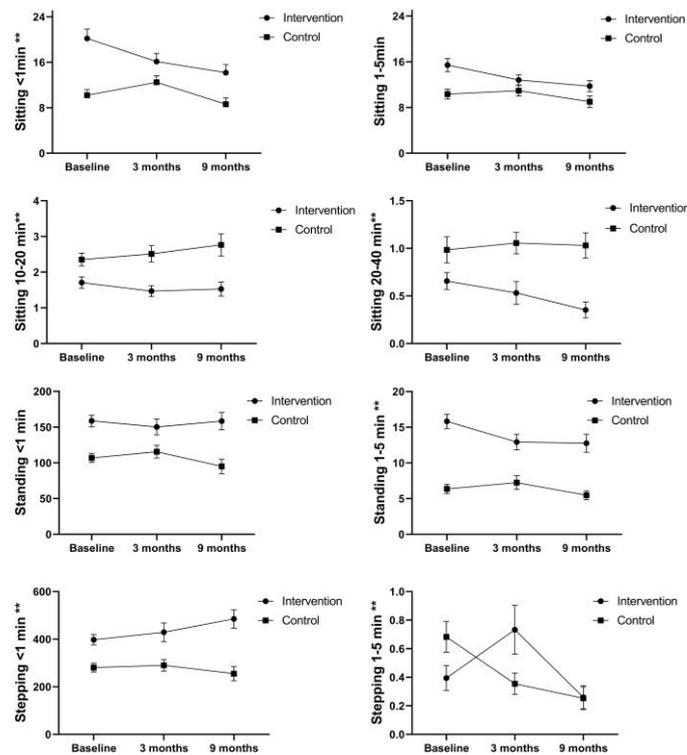 Sitting <1min **
24
16
8
0
Baseline 3 months 9 months
Intervention
Control
Sitting 1-5min
24
16
8
0
Baseline 3 months 9 months
Intervention
Control
Sitting 10-20 min**
4
3
2
1
0
Baseline 3 months 9 months
Intervention
Control
Sitting 20-40 min**
1.5
1.0
0.5
0.0
Baseline 3 months 9 months
Intervention
Control
Standing <1 min
200
150
100
50
0
Baseline 3 months 9 months
Intervention
Control
Standing 1-5 min **
20
15
10
5
0
Baseline 3 months 9 months
Intervention
Control
Stepping <1 min **
600
400
200
0
Baseline 3 months 9 months
Intervention
Control
Stepping 1-5 min **
1.0
0.8
0.6
0.4
0.2
0.0
Baseline 3 months 9 months
Intervention
Control